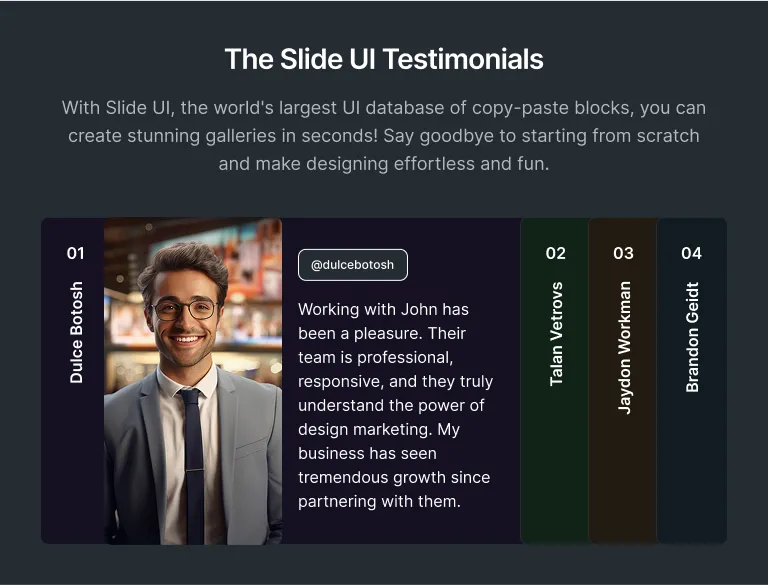 The Slide UI Testimonials
With Slide UI, the world's largest UI database of copy-paste blocks, you can
create stunning galleries in seconds! Say goodbye to starting from scratch
and make designing effortless and fun.
01
Dulce Botosh
@dulcebotosh
Working with John has
been a pleasure. Their
team is professional,
responsive, and they truly
understand the power of
design marketing. My
business has seen
tremendous growth since
partnering with them.
02
Talan Vetrovs
03
Jaydon Workman
04
Brandon Geidt